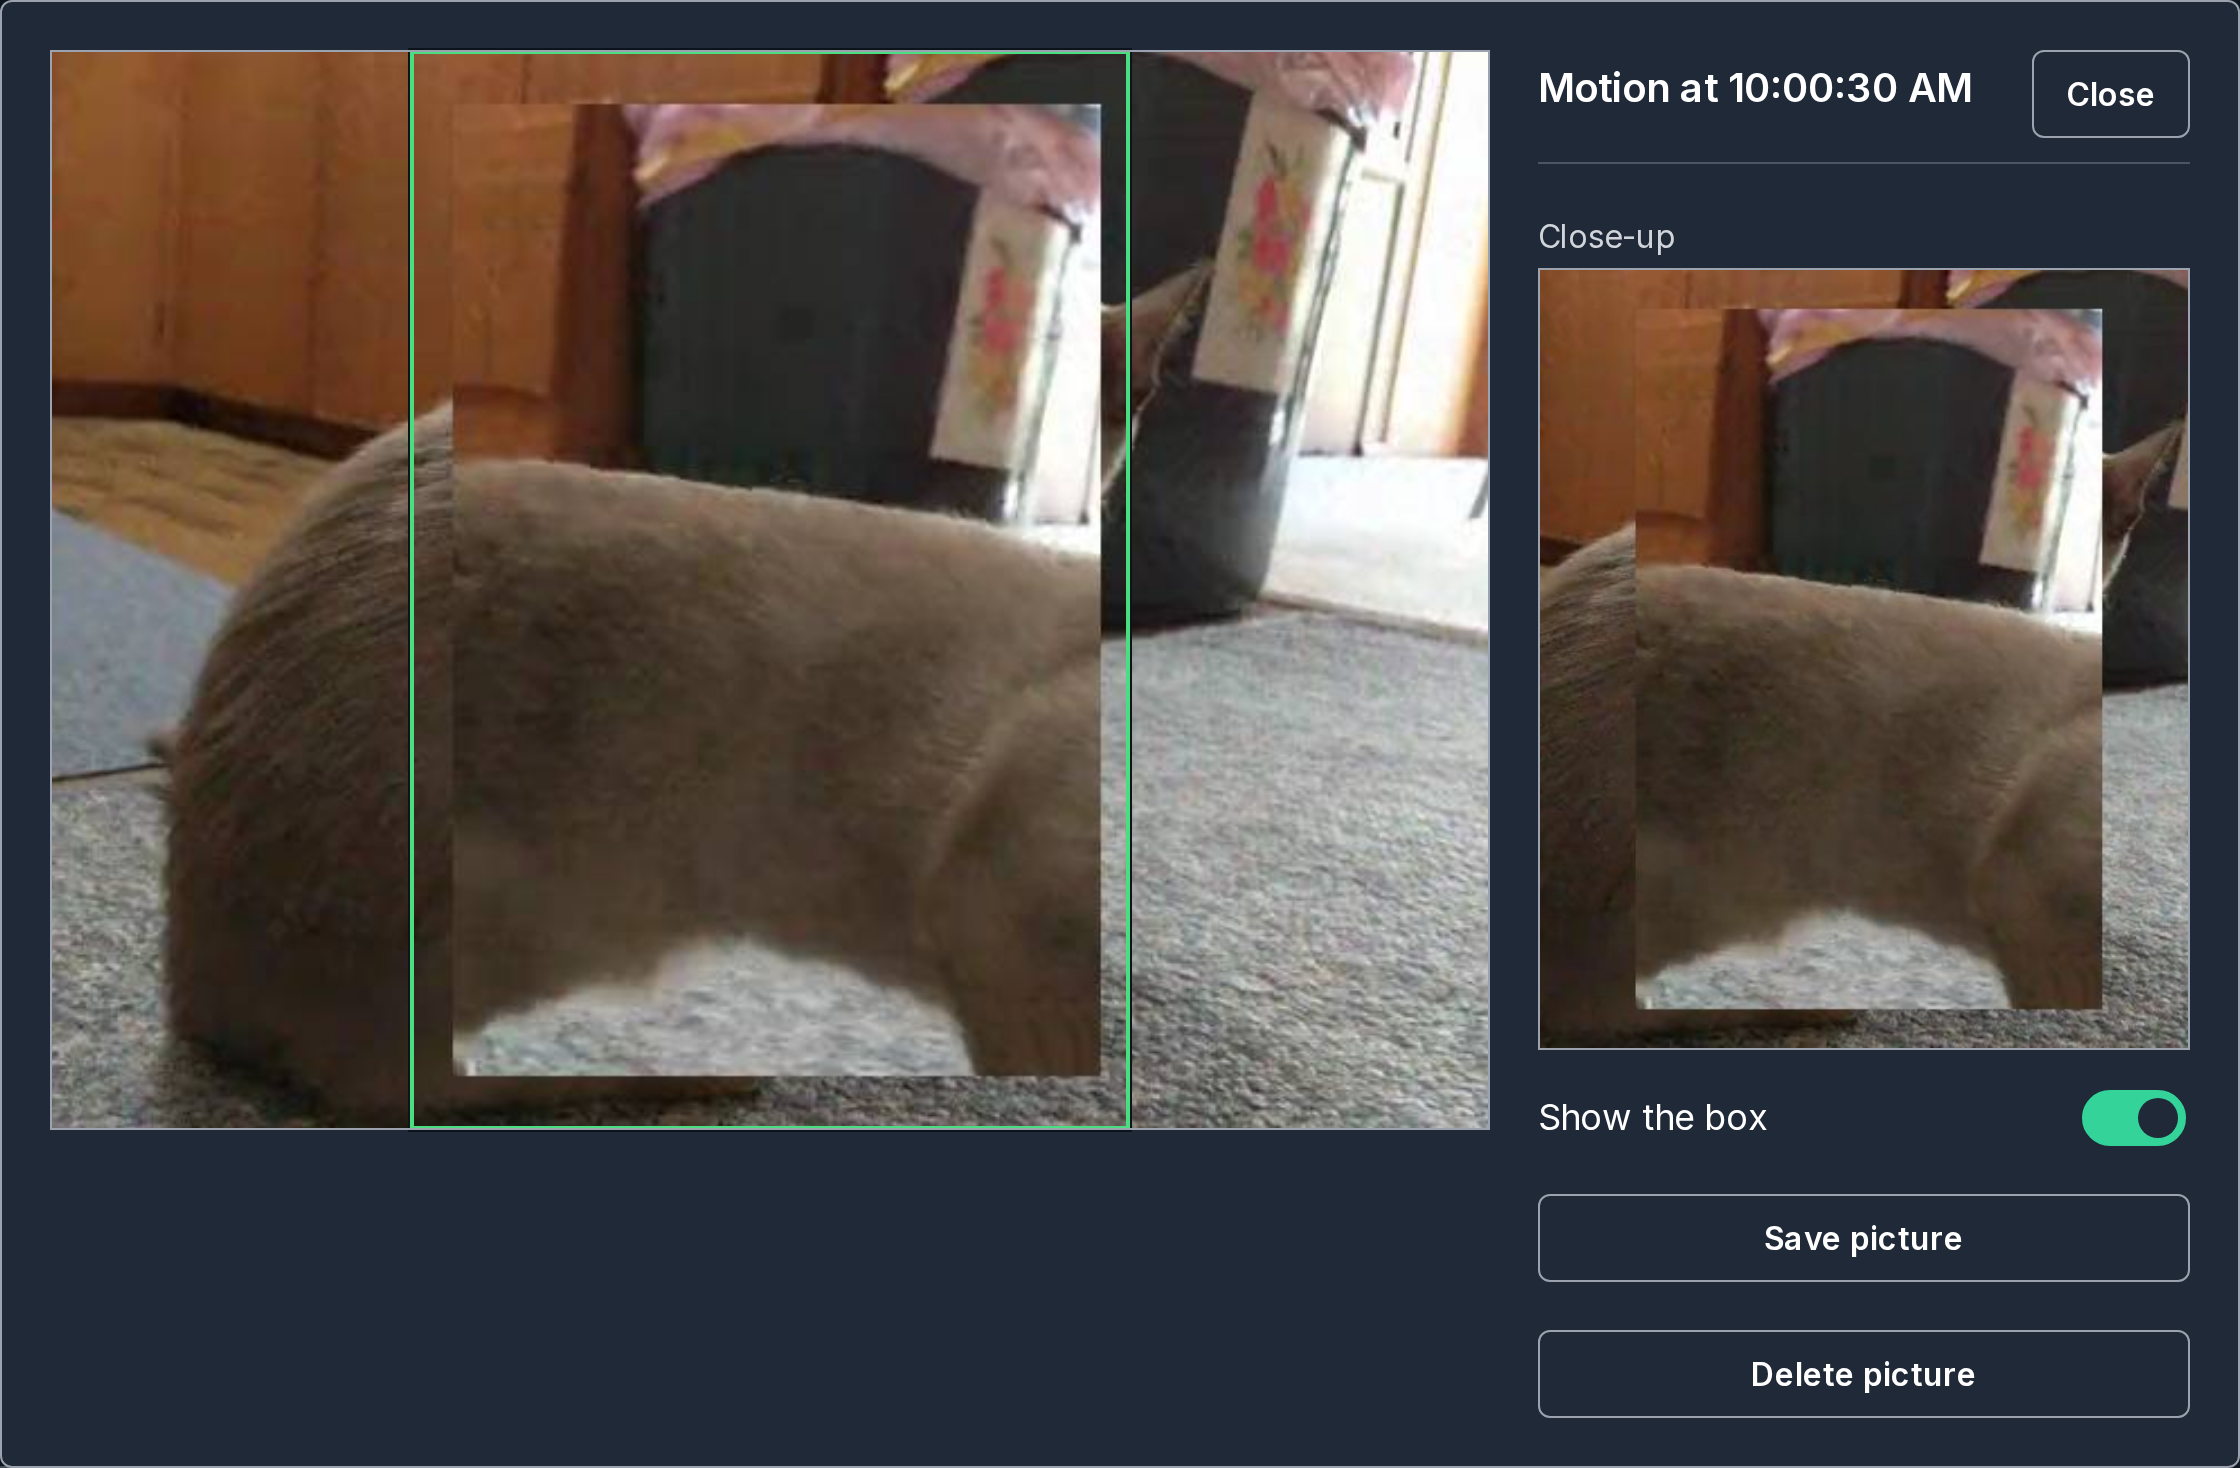 Motion at 10:00:30 AM
Close
Close-up
Show the box
Save picture
Delete picture